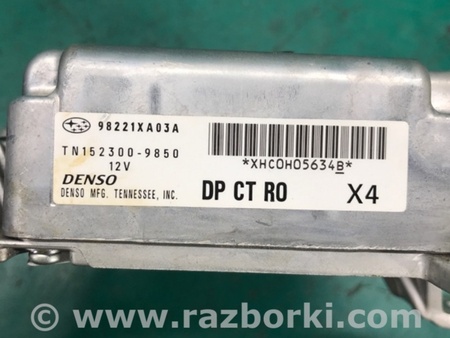 98221XA03A
TN152300-9850
12V
DENSO
DENSO MFG. TENNESSEE, INC.
*XHC0H05634B*
DP CT RO X4
© www.razborki.com